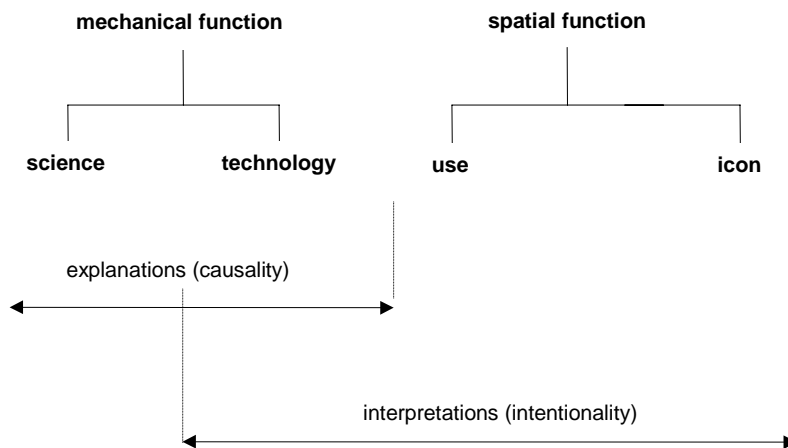 mechanical function
spatial function
science
technology
use
icon
explanations (causality)
interpretations (intentionality)